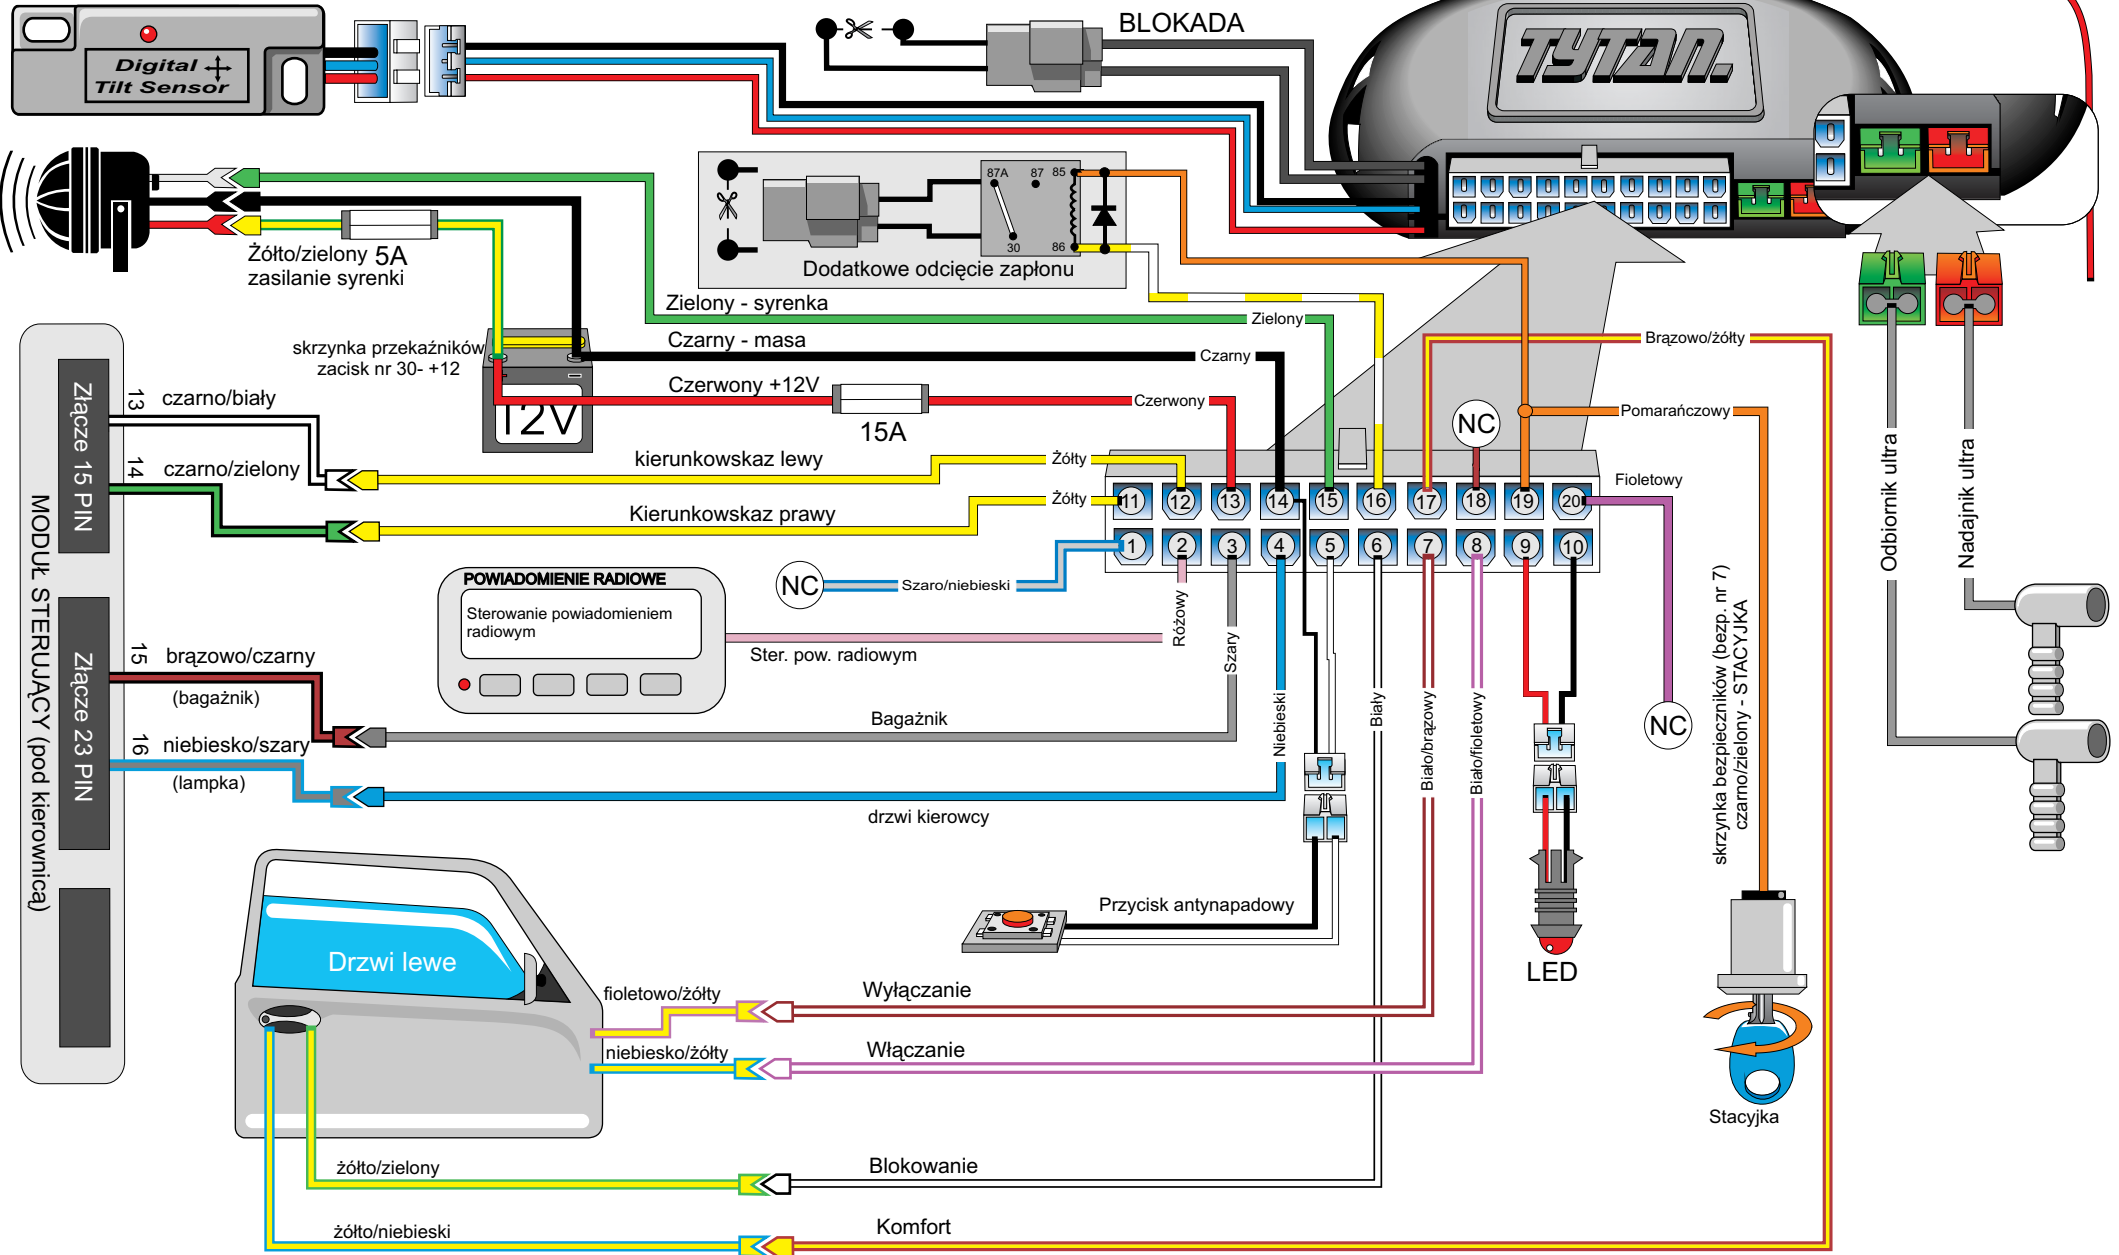 Digital
Tilt Sensor
BLOKADA
TYTAN.
87A
87
85
30
86
Dodatkowe odcięcie zapłonu
Żółto/zielony 5A
zasilanie syrenki
Zielony - syrenka
Zielony
skrzynka przekaźników
zacisk nr 30- +12
12V
Czarny - masa
Czarny
Czerwony +12V
Czerwony
15A
Brązowo/żółty
Pomarańczowy
NC
Fioletowy
MODUŁ STERUJĄCY (pod kierownicą)
Złącze 15 PIN
13
czarno/biały
14
czarno/zielony
kierunkowskaz lewy
Żółty
Kierunkowskaz prawy
Żółty
11
12
13
14
15
16
17
18
19
20
1
2
3
4
5
6
7
8
9
10
NC
Szaro/niebieski
POWIADOMIENIE RADIOWE
Sterowanie powiadomieniem
radiowym
Różowy
Ster. pow. radiowym
Szary
Niebieski
Biały
Biało/brązowy
Biało/fioletowy
NC
Odbiornik ultra
Nadajnik ultra
skrzynka bezpieczników (bezp. nr 7)
czarno/zielony - STACYJKA
Złącze 23 PIN
15
brązowo/czarny
(bagażnik)
Bagażnik
16
niebiesko/szary
(lampka)
drzwi kierowcy
Przycisk antynapadowy
LED
Drzwi lewe
fioletowo/żółty
Wyłączanie
niebiesko/żółty
Włączanie
Stacyjka
żółto/zielony
Blokowanie
żółto/niebieski
Komfort